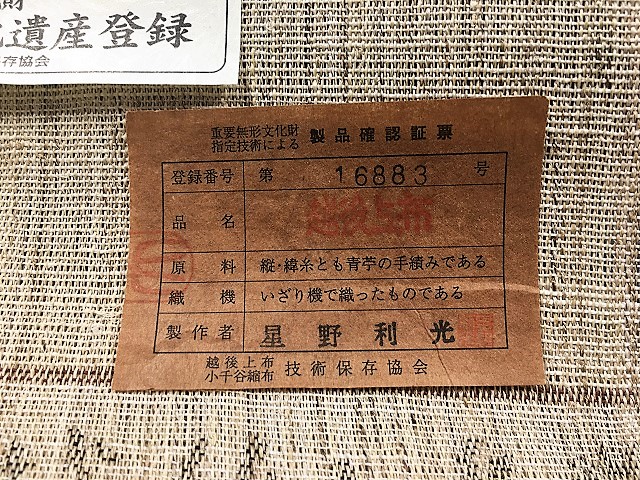 財
遺産登録
存協会
重要無形文化財
指定技術による
製品確認証票
登録番号 第 16883 号
品名 越後上布
原料 縦・緯糸とも青苧の手績みである
織機 いざり機で織ったものである
製作者 星野利光
越後上布
小千谷縮布
技術保存協会